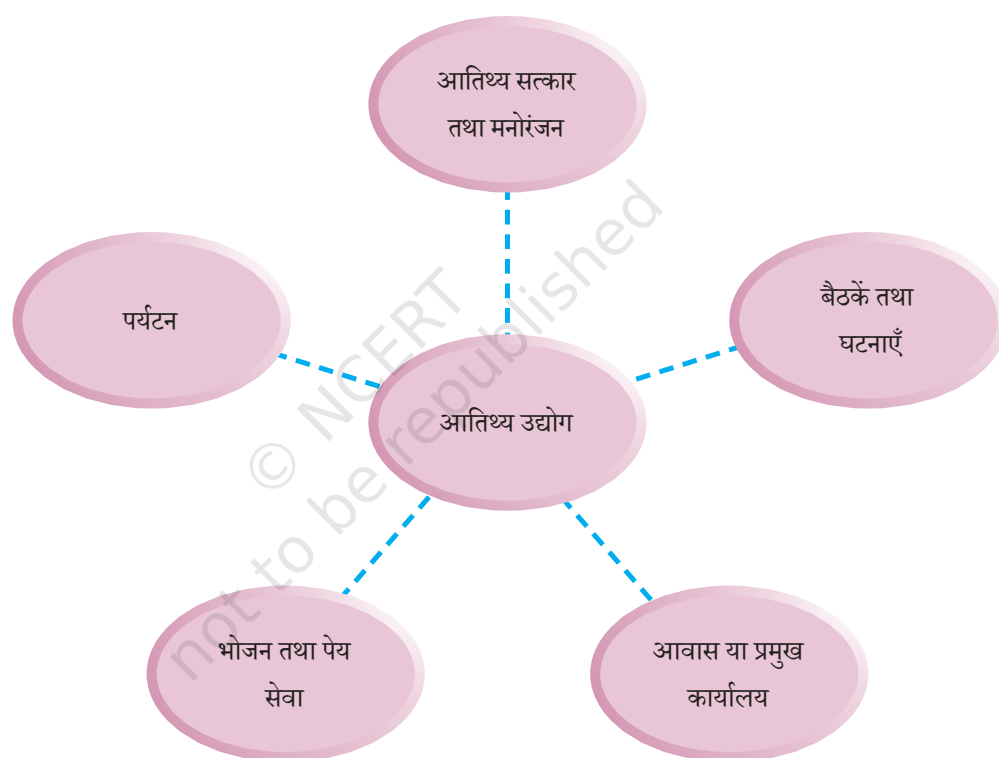 आतिथ्य सत्कार
तथा मनोरंजन
पर्यटन
बैठकें तथा
घटनाएँ
आतिथ्य उद्योग
भोजन तथा पेय
सेवा
आवास या प्रमुख
कार्यालय
© NCERT
not to be republished